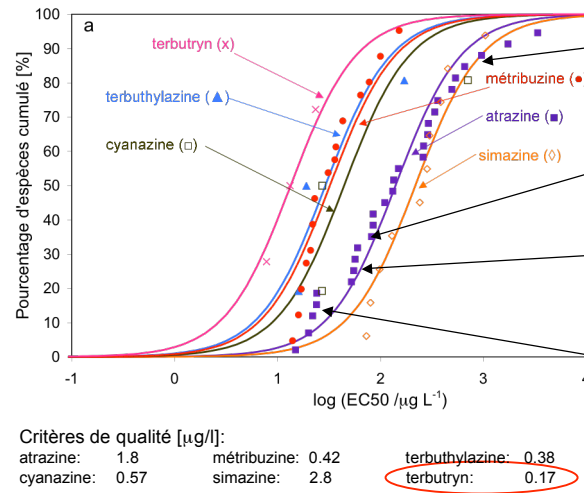 a
Pourcentage d'espèces cumulé [%]
100
90
80
70
60
50
40
30
20
10
0
terbutryn (x)
terbuthylazine (▲)
cyanazine (□)
métribuzine (●
atrazine (■)
simazine (◊)
-1 0 1 2 3 4
log (EC50 /µg L⁻¹)
Critères de qualité [µg/l]:
atrazine: 1.8 métribuzine: 0.42 terbuthylazine: 0.38
cyanazine: 0.57 simazine: 2.8 terbutryn: 0.17